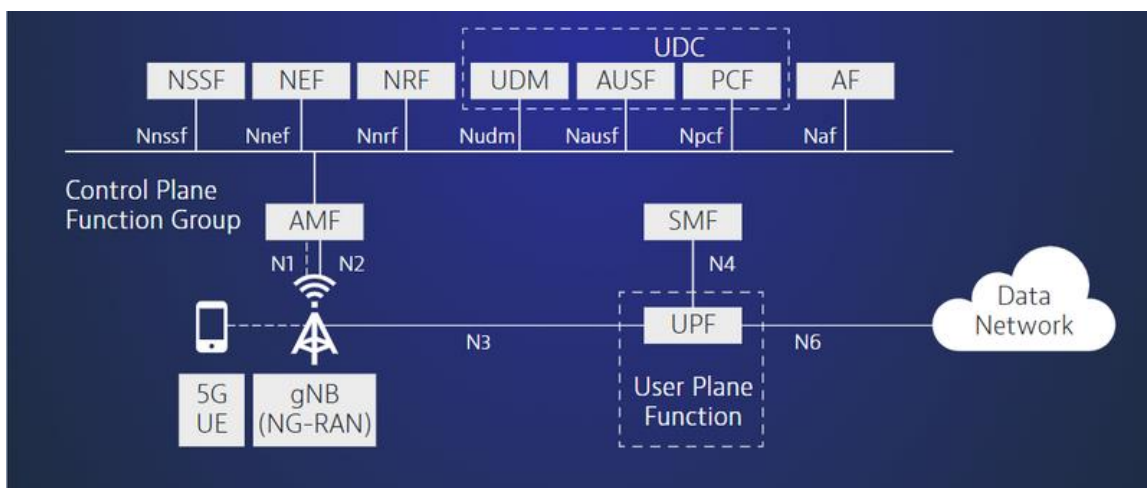 UDC
NSSF NEF NRF UDM AUSF PCF AF
Nnssf Nnef Nnrf Nudm Nausf Npcf Naf
Control Plane
Function Group
AMF SMF
N1 N2 N4
UPF
N3 N6
Data
Network
5G
UE
gNB
(NG-RAN)
User Plane
Function